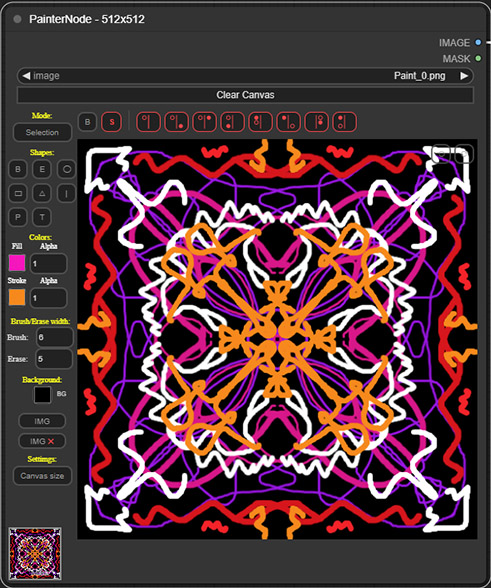 PainterNode - 512x512
IMAGE
MASK
image Paint_0.png
Clear Canvas
Mode:
B S
Selection
Shapes:
B E
P T
Colors:
Fill Alpha
1
Stroke Alpha
1
Brush/Erase width:
Brush: 6
Erase: 5
Background:
BG
IMG
IMG
Settimgs:
Canvas size